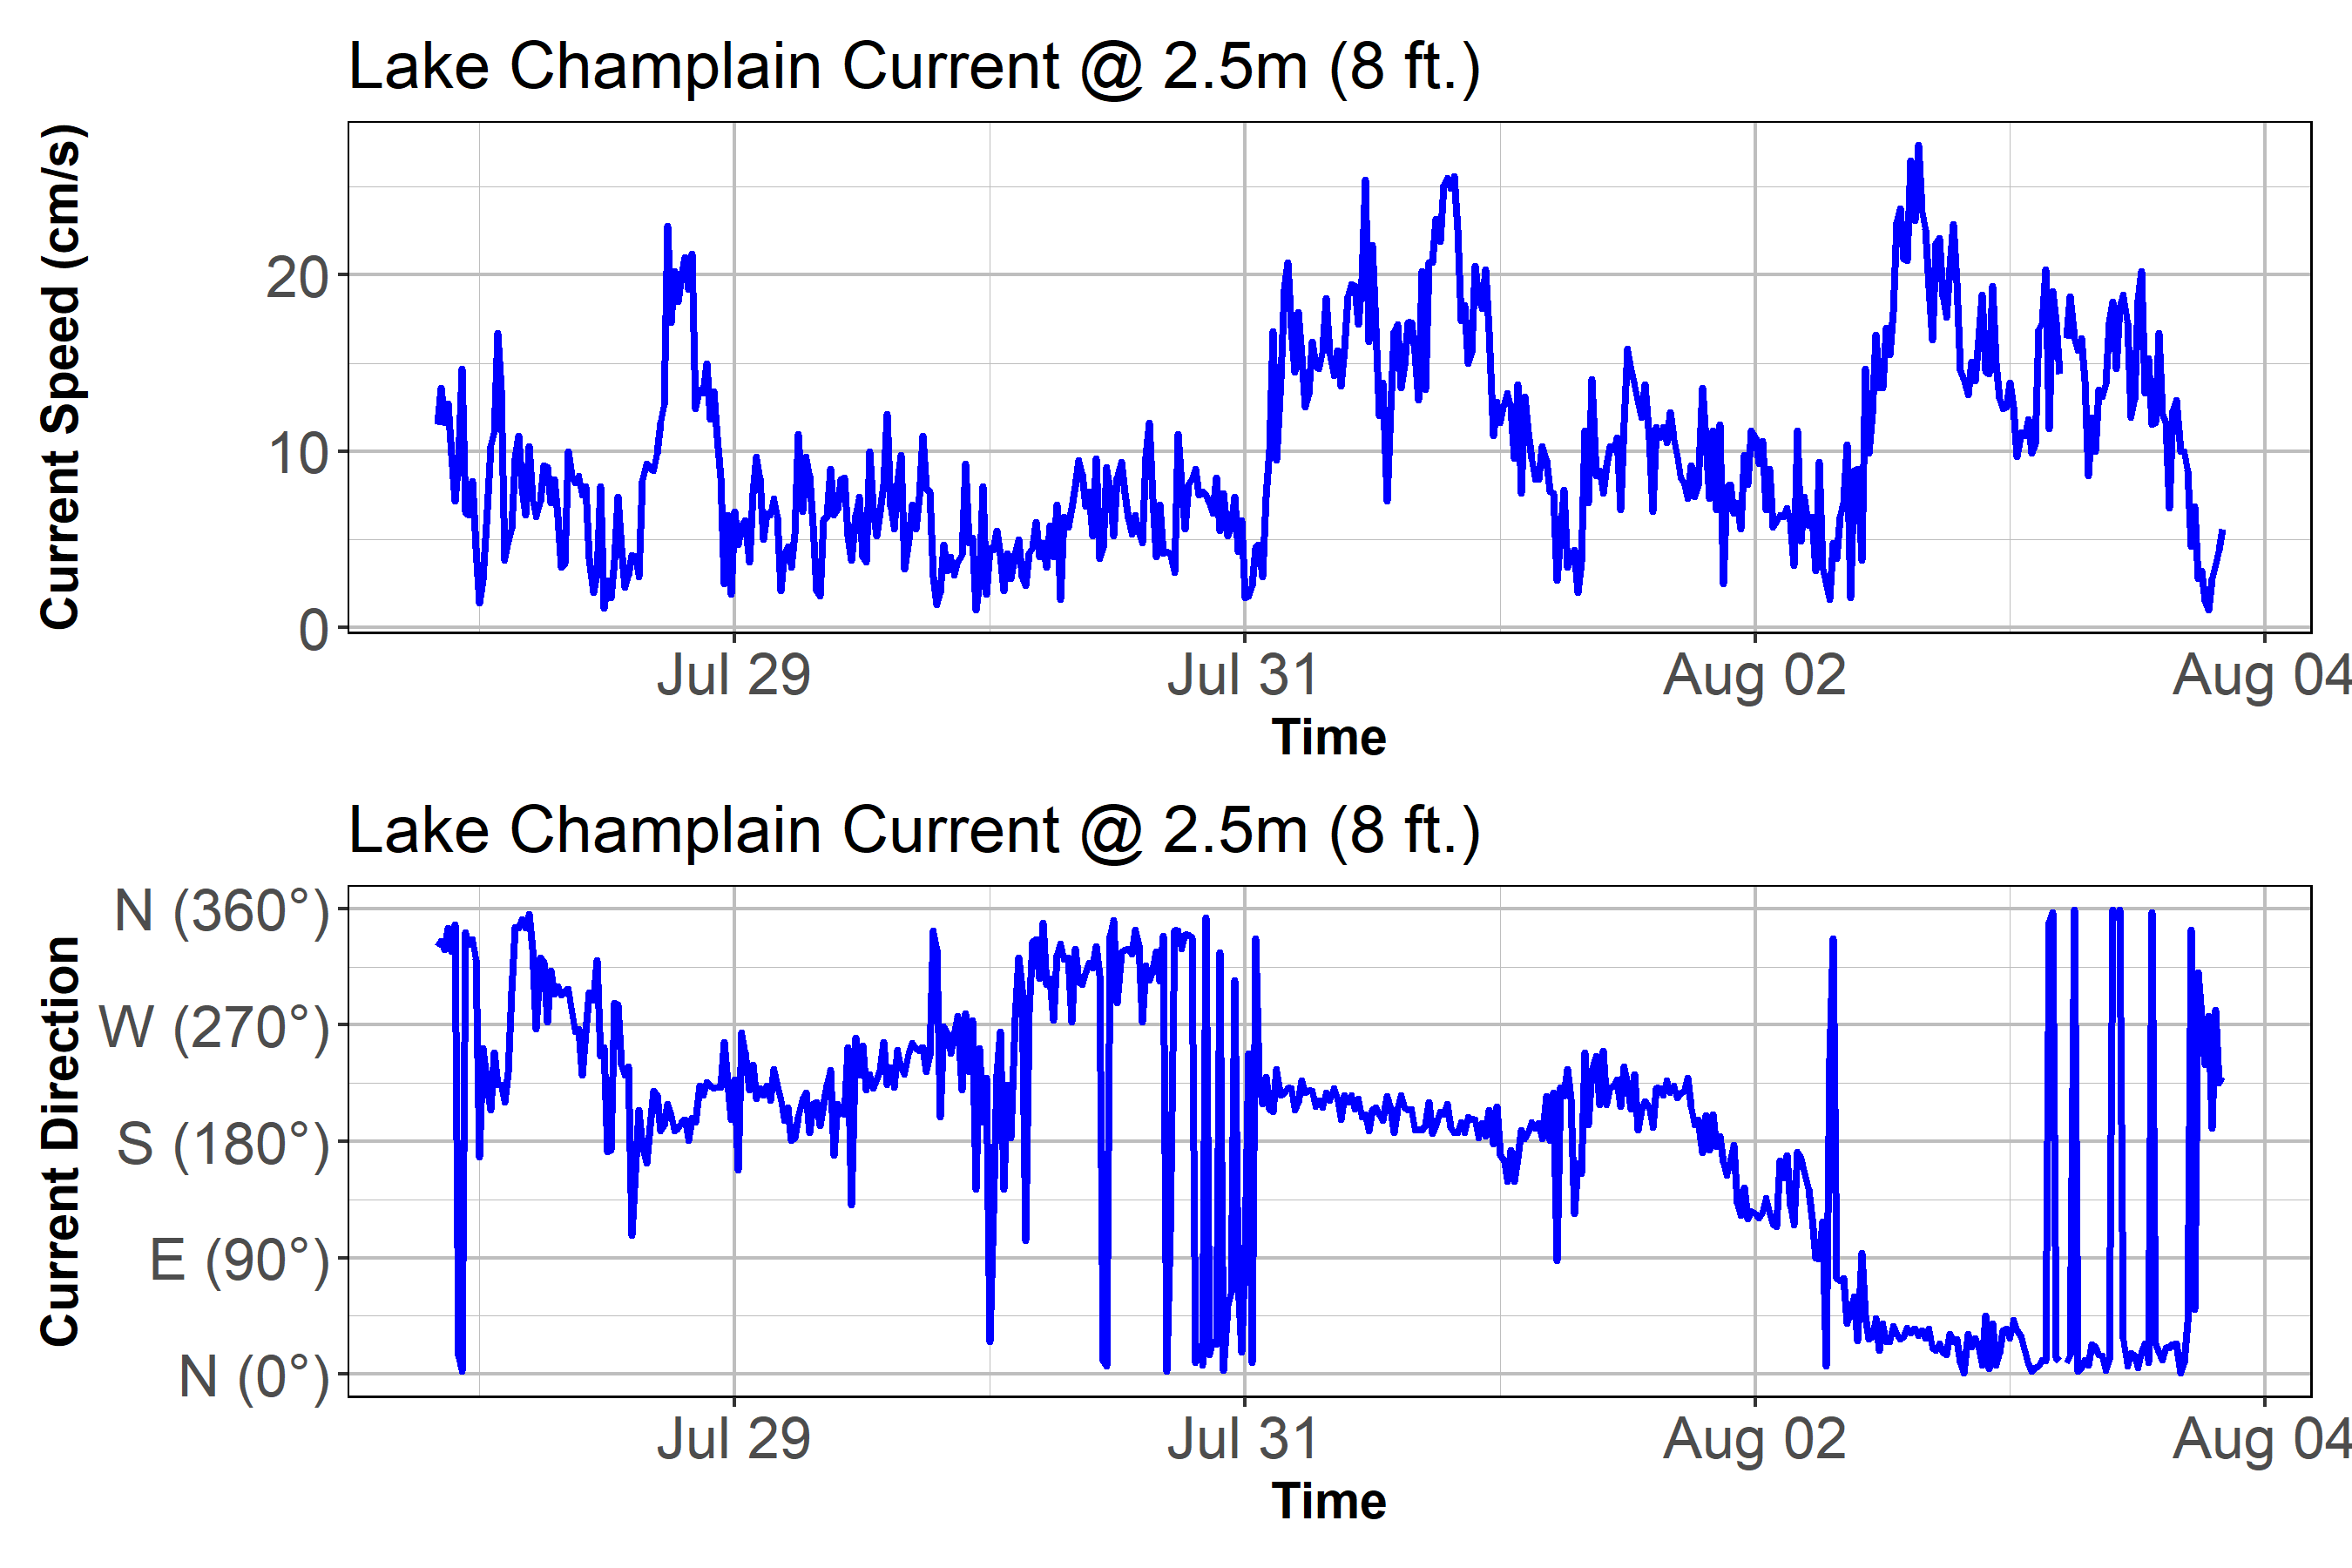 Lake Champlain Current @ 2.5m (8 ft.)
Current Speed (cm/s)
20
10
0
Jul 29 Jul 31 Aug 02 Aug 04
Time
Lake Champlain Current @ 2.5m (8 ft.)
Current Direction
N (360°)
W (270°)
S (180°)
E (90°)
N (0°)
Jul 29 Jul 31 Aug 02 Aug 04
Time